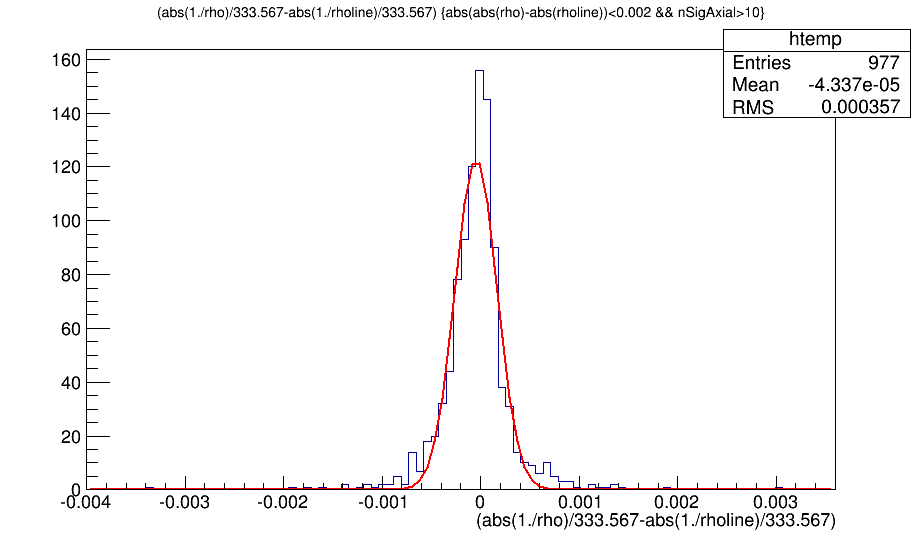 (abs(1./rho)/333.567-abs(1./rholine)/333.567) {abs(abs(rho)-abs(rholine))<0.002 && nSigAxial>10}
htemp
Entries 977
Mean -4.337e-05
RMS 0.000357
160
140
120
100
80
60
40
20
0
-0.004 -0.003 -0.002 -0.001 0 0.001 0.002 0.003
(abs(1./rho)/333.567-abs(1./rholine)/333.567)